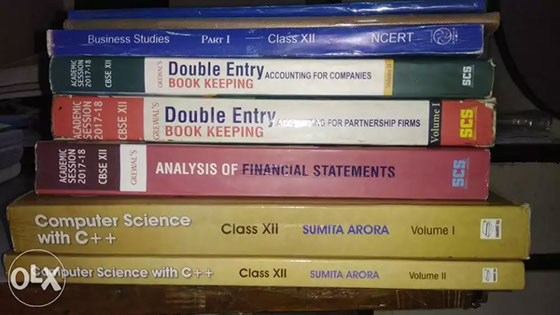 Business Studies PART I Class XII NCERT
ACADEMIC SESSION 2017-18 CBSE XII
GREWAL'S
Double Entry BOOK KEEPING
ACCOUNTING FOR COMPANIES
SCS
ACADEMIC SESSION 2017-18 CBSE XII
GREWAL'S
Double Entry BOOK KEEPING
ACCOUNTING FOR PARTNERSHIP FIRMS
Volume I
SCS
ACADEMIC SESSION 2017-18 CBSE XII
GREWAL'S
ANALYSIS OF FINANCIAL STATEMENTS
SCS
Computer Science with C++
Class XII SUMITA ARORA Volume I
Computer Science with C++ Class XII SUMITA ARORA Volume II
OLX